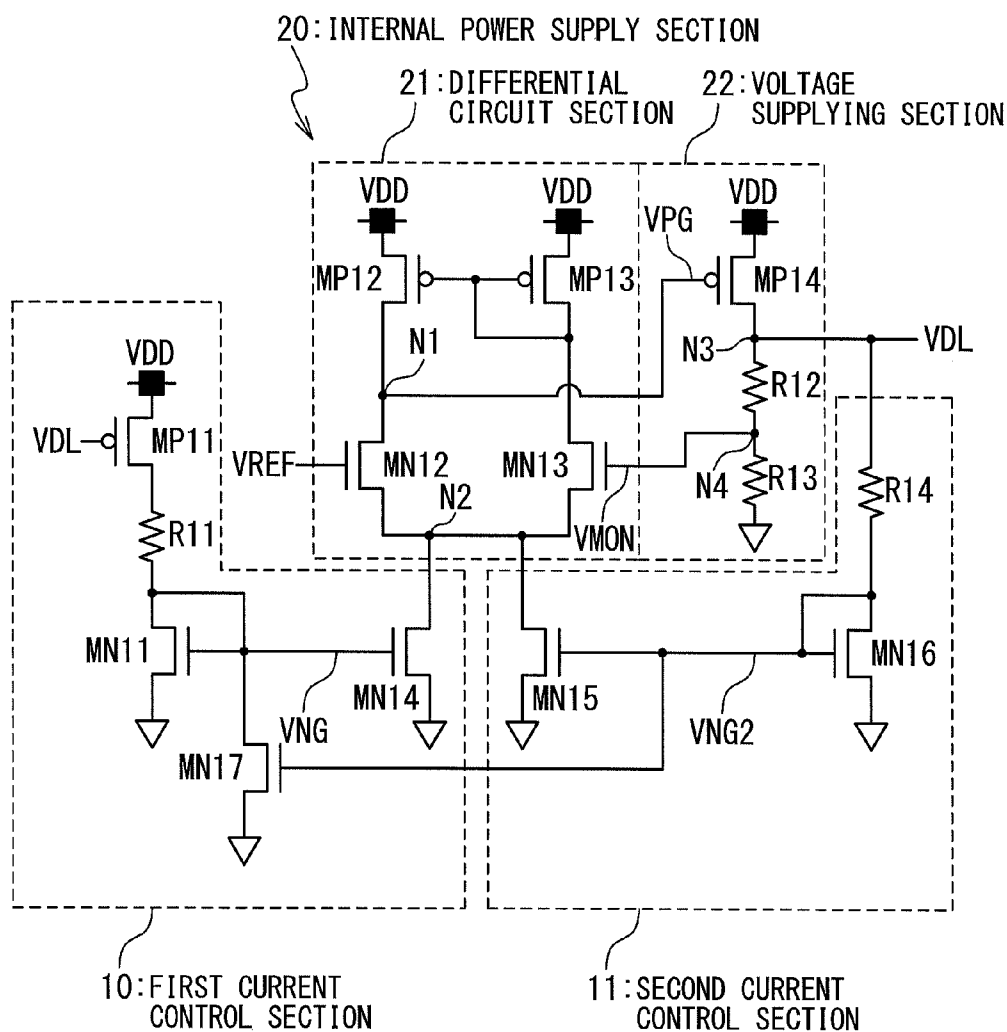 20:INTERNAL POWER SUPPLY SECTION
21:DIFFERENTIAL
CIRCUIT SECTION
22:VOLTAGE
SUPPLYING SECTION
VDD
VDD
VDD
VPG
MP12
MP13
MP14
N1
N3
VDL
VDD
R12
VDL
MP11
VREF
MN12
MN13
N4
R13
R14
N2
VMON
R11
MN11
MN14
MN15
MN16
VNG
VNG2
MN17
10:FIRST CURRENT
CONTROL SECTION
11:SECOND CURRENT
CONTROL SECTION